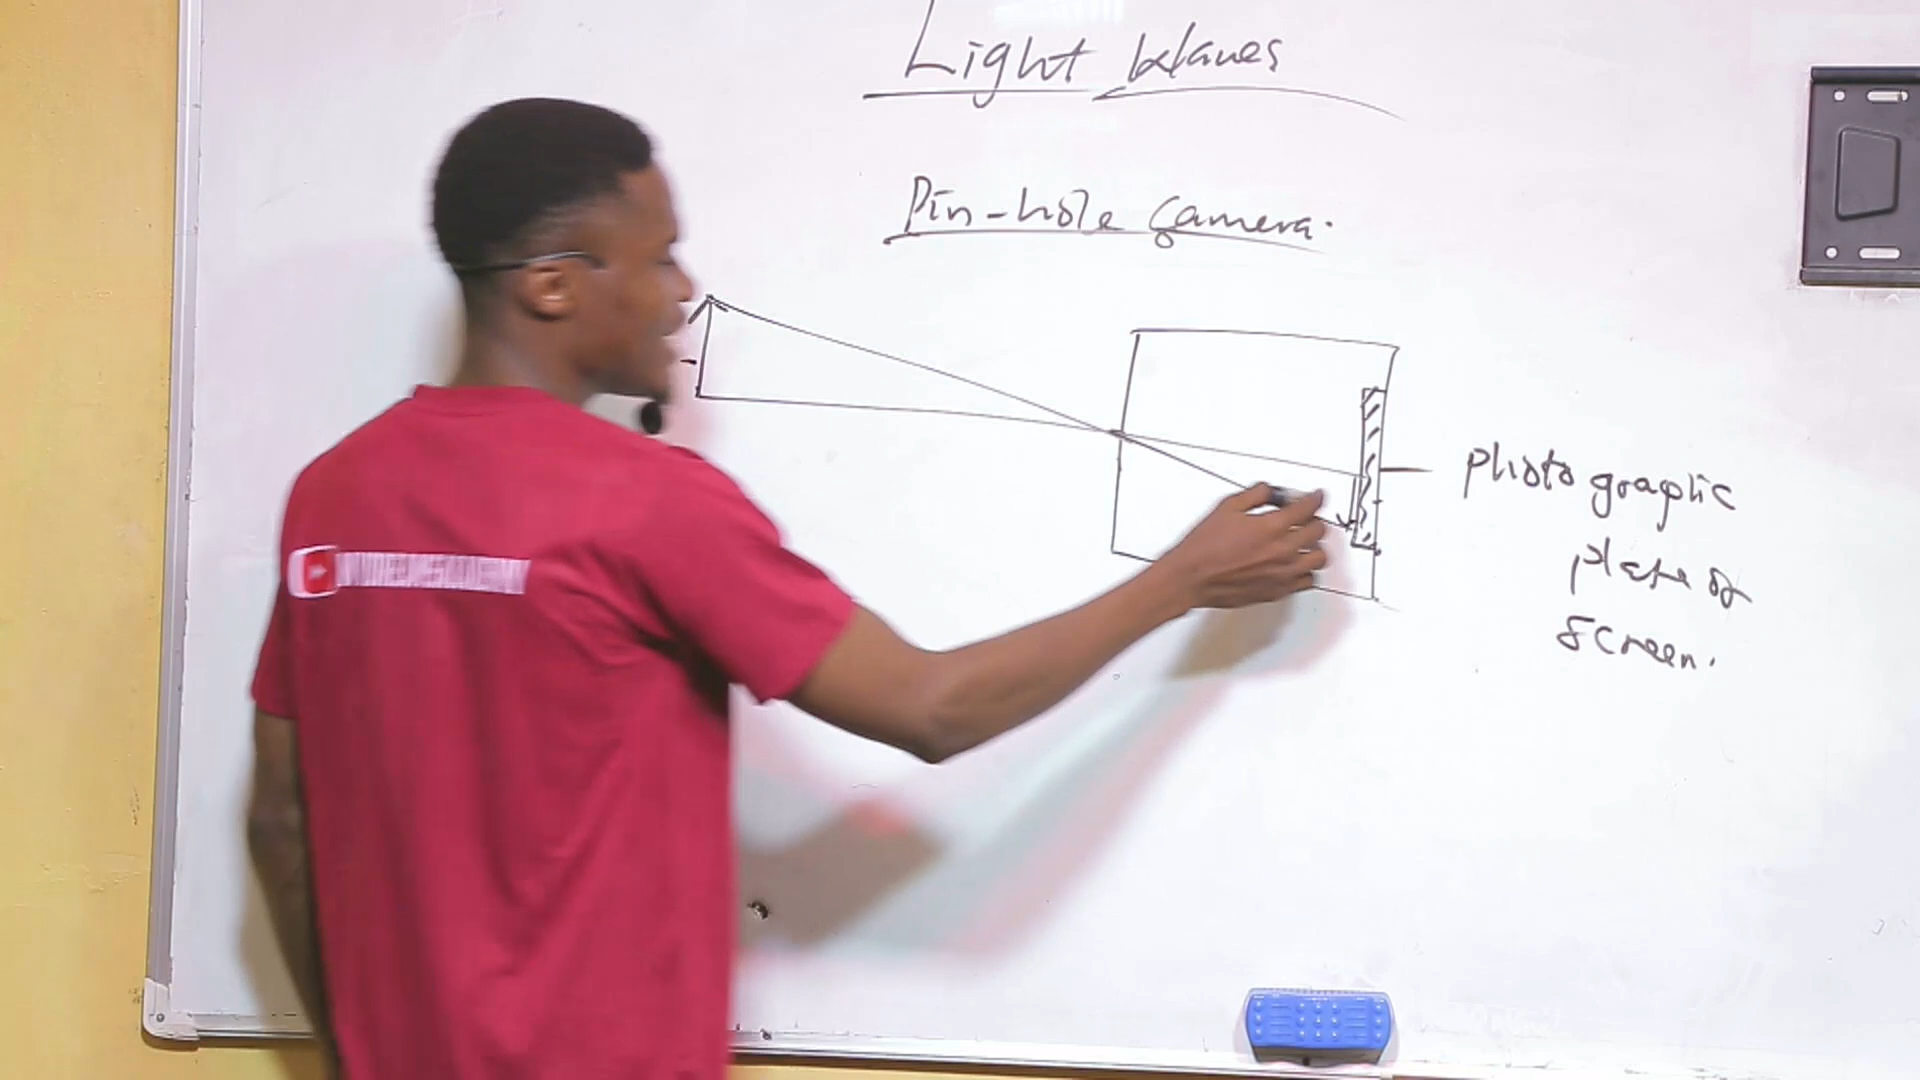 Light Waves
Pin-hole Camera.
photographic
plate or
screen.